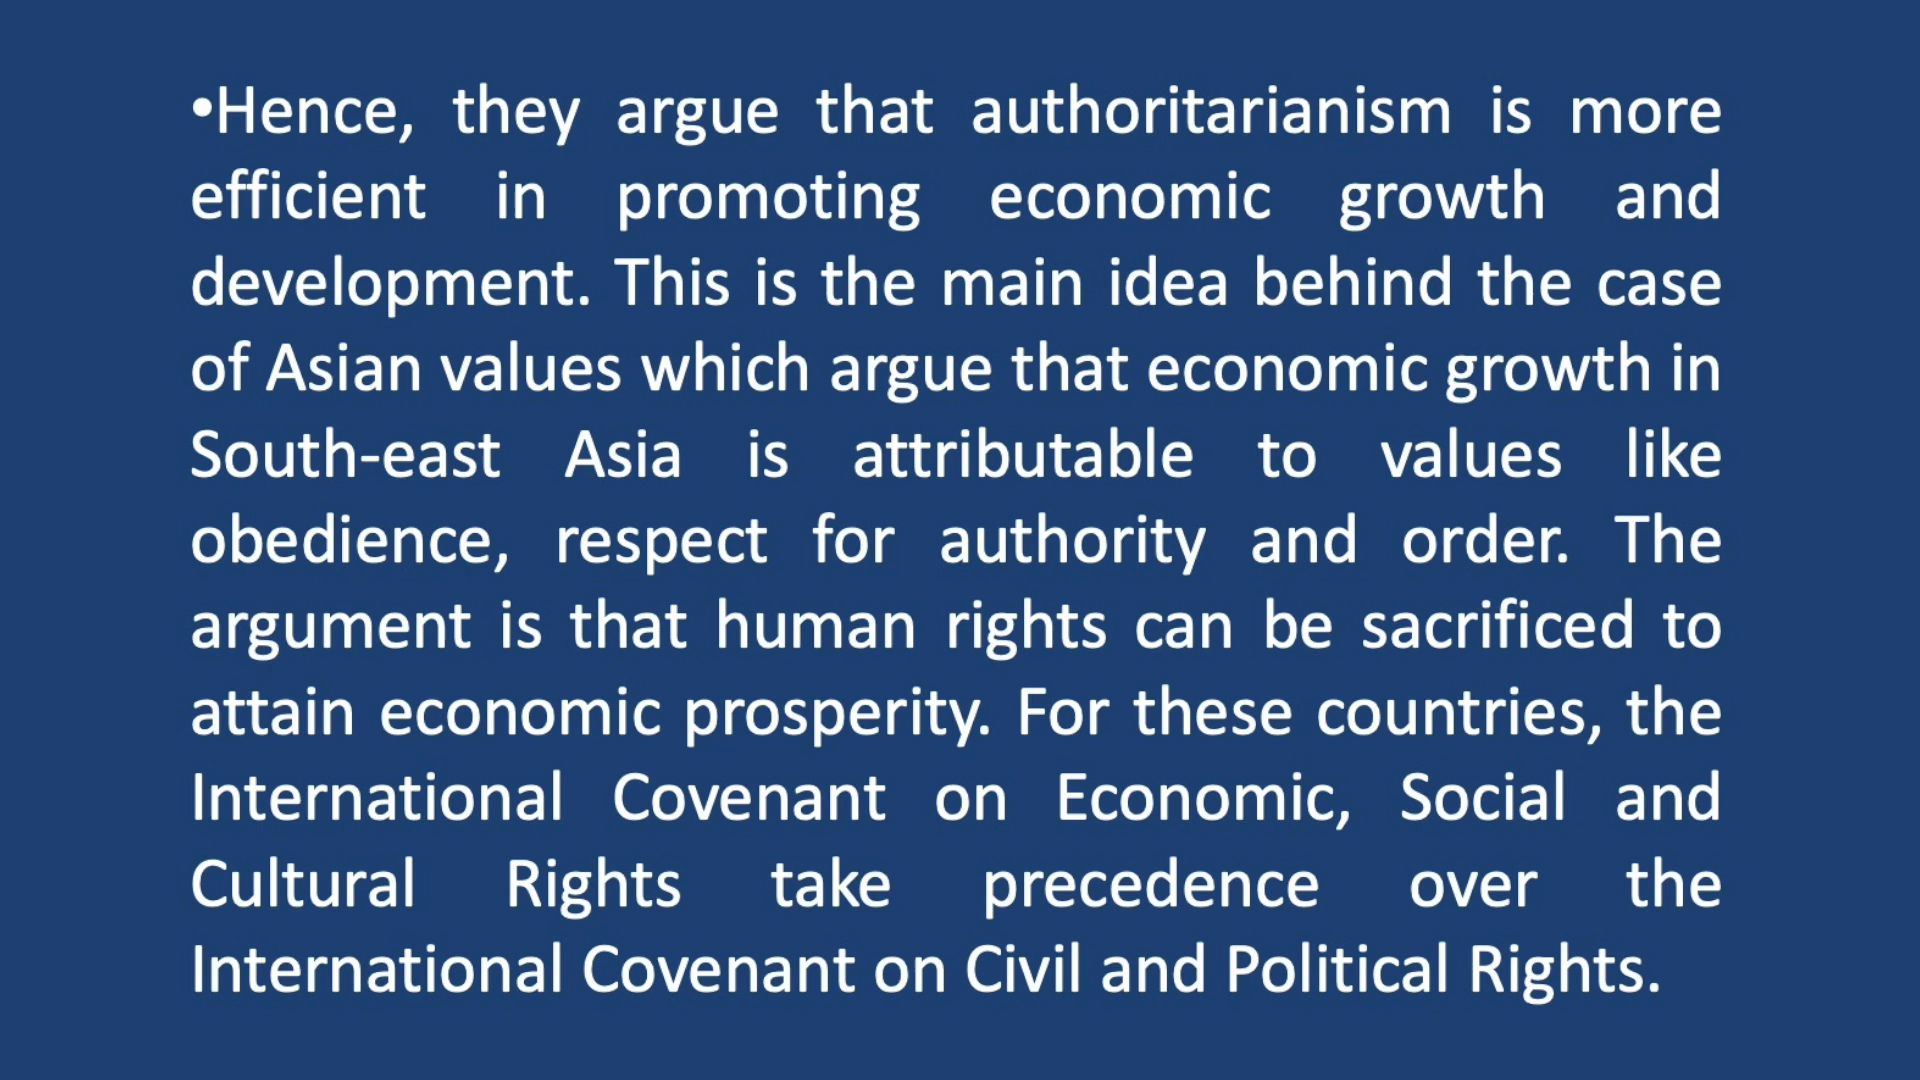 •Hence, they argue that authoritarianism is more
efficient in promoting economic growth and
development. This is the main idea behind the case
of Asian values which argue that economic growth in
South-east Asia is attributable to values like
obedience, respect for authority and order. The
argument is that human rights can be sacrificed to
attain economic prosperity. For these countries, the
International Covenant on Economic, Social and
Cultural Rights take precedence over the
International Covenant on Civil and Political Rights.